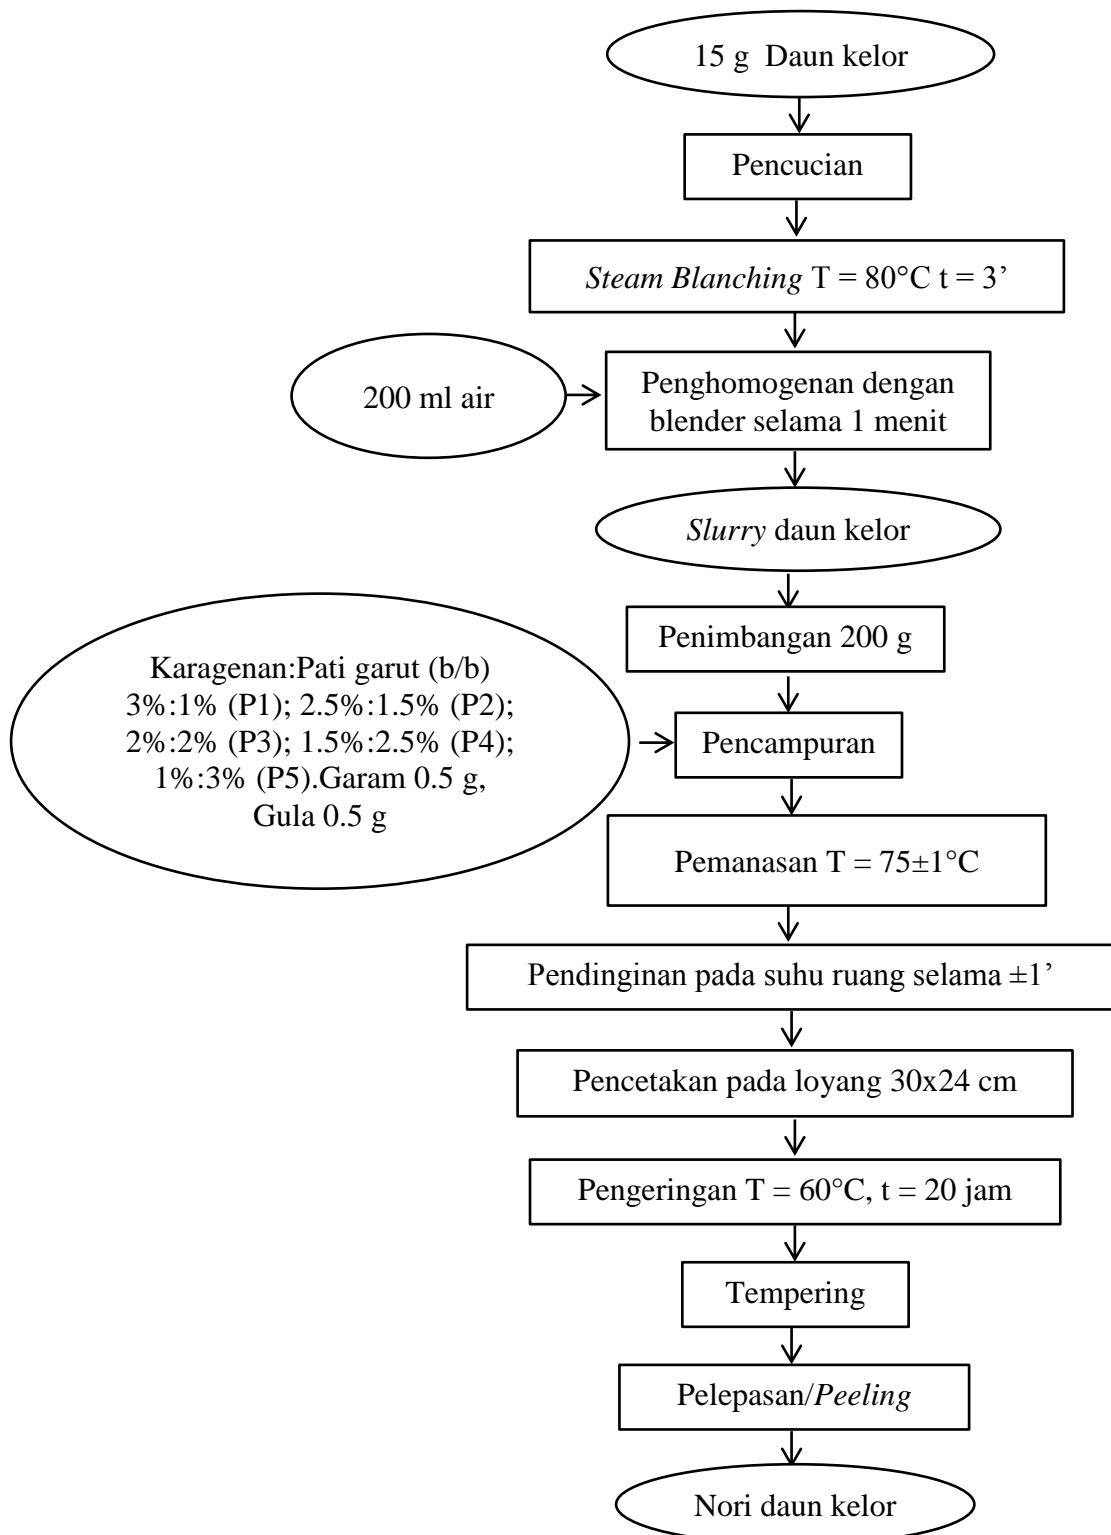 15 g  Daun kelor
Pencucian
Steam Blanching T = 80°C t = 3’
200 ml air
Penghomogenan dengan
blender selama 1 menit
Slurry daun kelor
Penimbangan 200 g
Karagenan:Pati garut (b/b)
3%:1% (P1); 2.5%:1.5% (P2);
2%:2% (P3); 1.5%:2.5% (P4);
1%:3% (P5).Garam 0.5 g,
Gula 0.5 g
Pencampuran
Pemanasan T = 75±1°C
Pendinginan pada suhu ruang selama ±1’
Pencetakan pada loyang 30x24 cm
Pengeringan T = 60°C, t = 20 jam
Tempering
Pelepasan/Peeling
Nori daun kelor